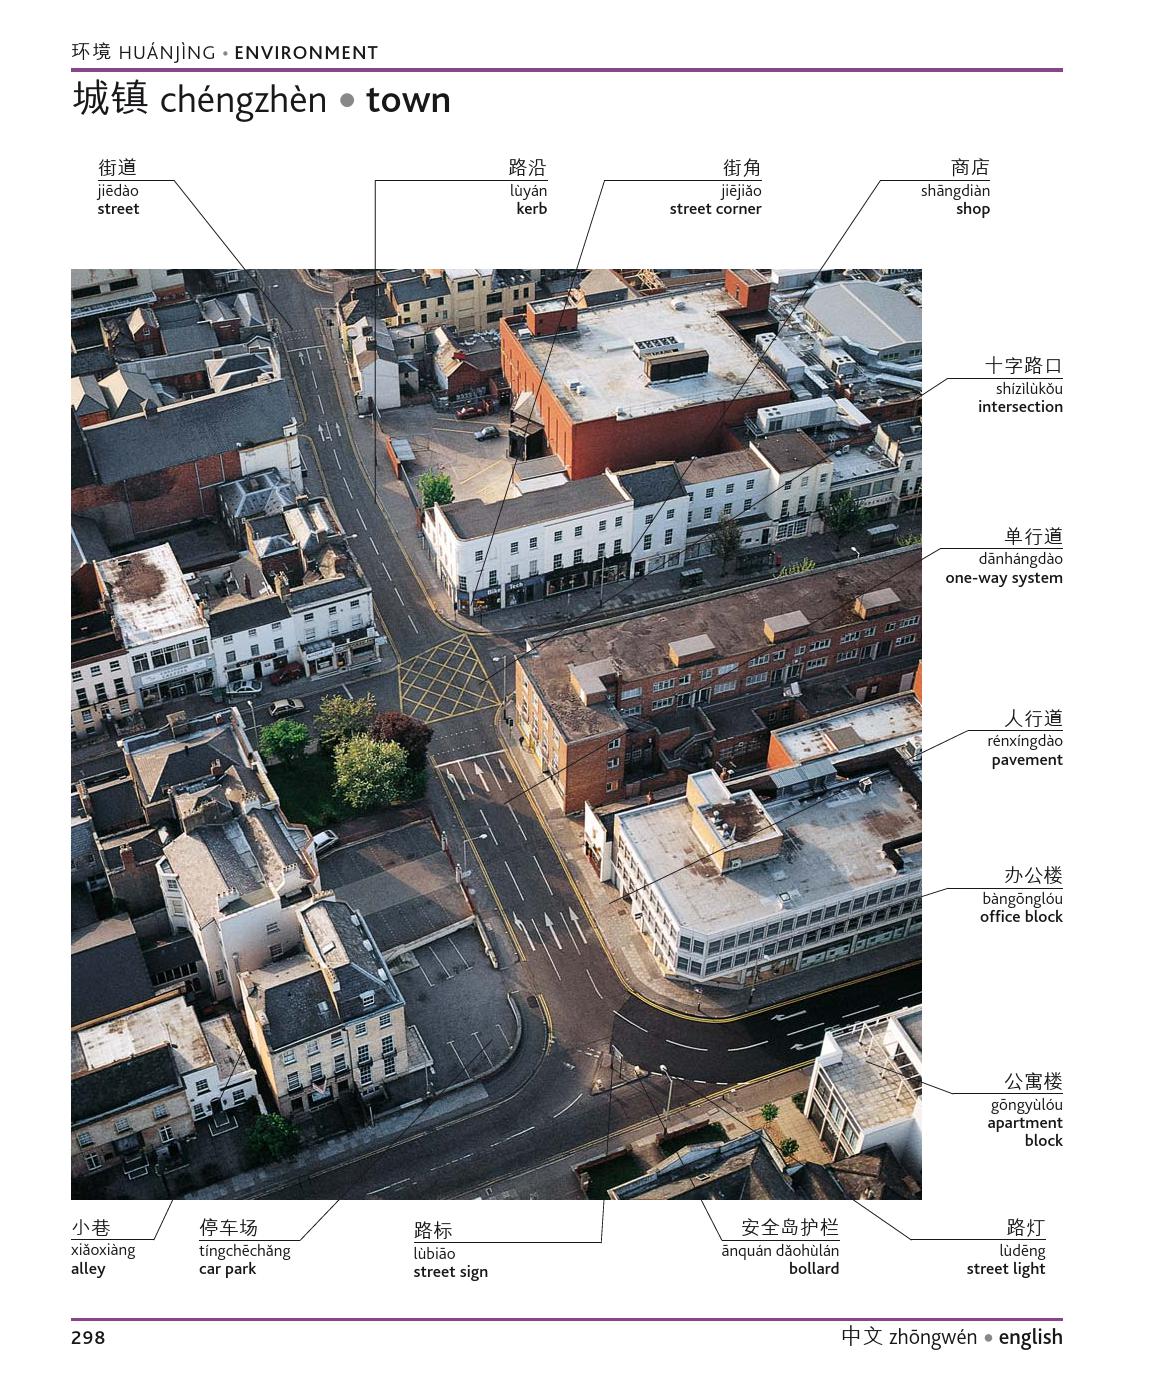 环境 HUÁNJÌNG • ENVIRONMENT
城镇 chéngzhèn • town
街道
jiēdào
street
路沿
lùyán
kerb
街角
jiējiǎo
street corner
商店
shāngdiàn
shop
十字路口
shízìlùkǒu
intersection
单行道
dānhángdào
one-way system
人行道
rénxíngdào
pavement
办公楼
bàngōnglóu
office block
公寓楼
gōngyùlóu
apartment
block
小巷
xiǎoxiàng
alley
停车场
tíngchēchǎng
car park
路标
lùbiāo
street sign
安全岛护栏
ānquán dǎohùlán
bollard
路灯
lùdēng
street light
298
中文 zhōngwén • english